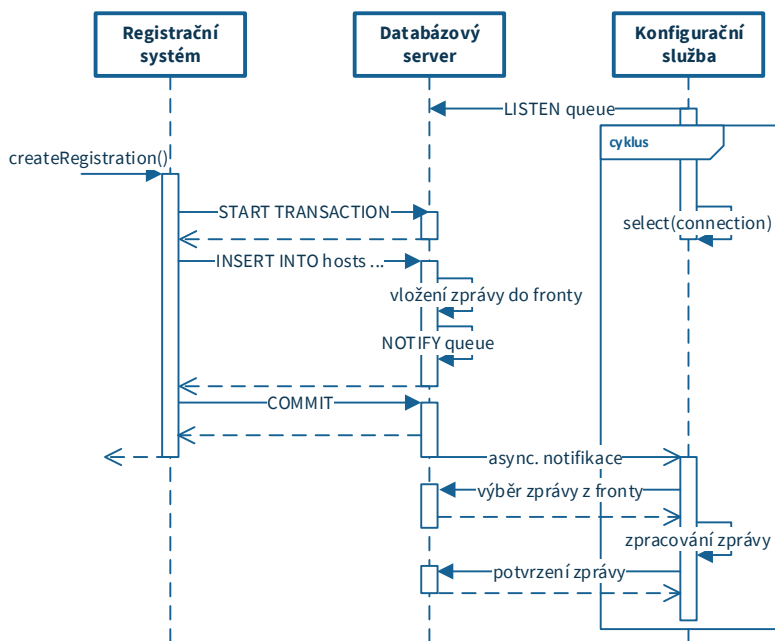 Registrační
systém
Databázový
server
Konfigurační
služba
LISTEN queue
cyklus
createRegistration()
START TRANSACTION
select(connection)
INSERT INTO hosts ...
vložení zprávy do fronty
NOTIFY queue
COMMIT
async. notifikace
výběr zprávy z fronty
zpracování zprávy
potvrzení zprávy